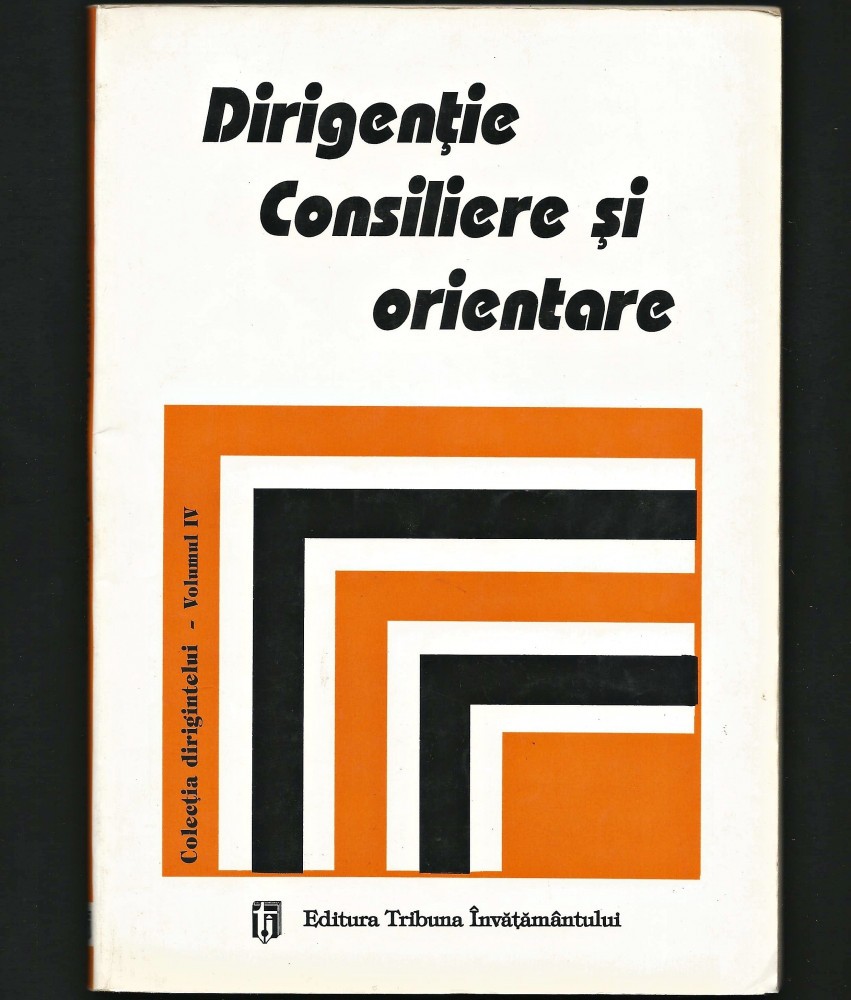 Dirigenţie
Consiliere şi
orientare
Colecţia dirigintelui - Volumul IV
Editura Tribuna Învăţământului